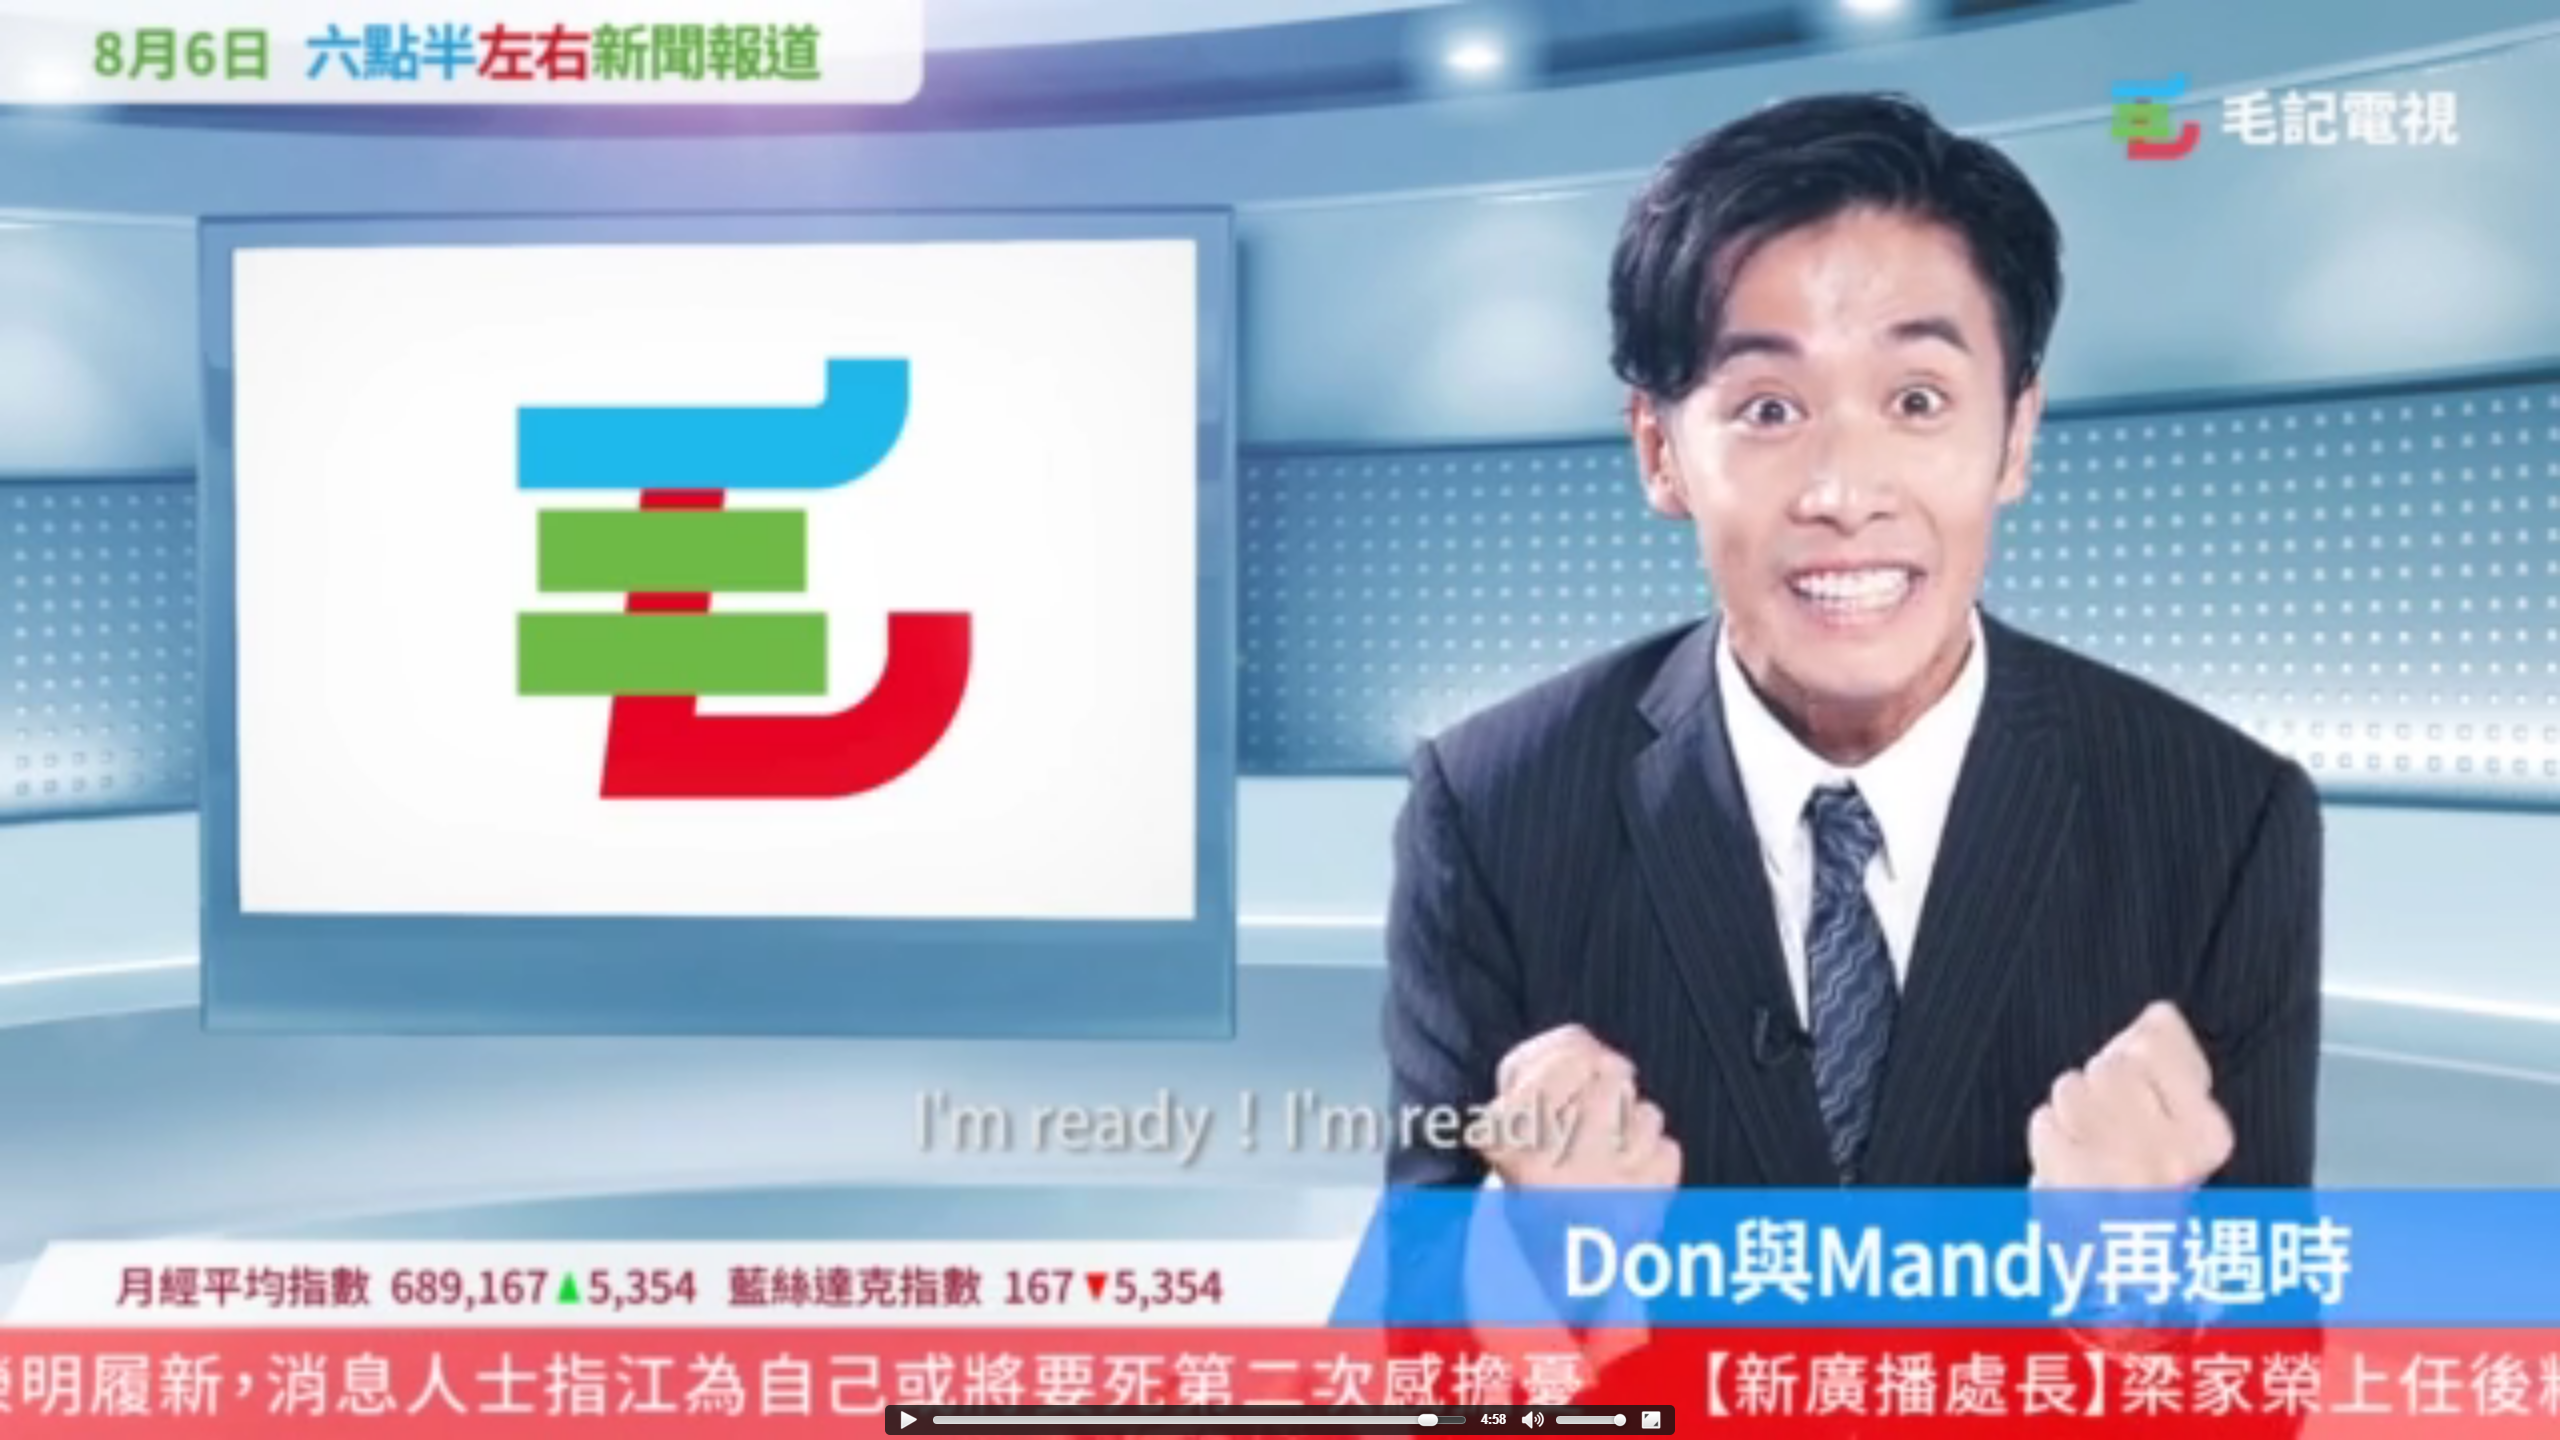 8月6日 六點半左右新聞報道
毛記電視
I'm ready！I'm ready！
Don與Mandy再遇時
月經平均指數 689,167▲5,354 藍絲達克指數 167▼5,354
明履新，消息人士指江為自己或將要死第二次感擔憂 【新廣播處長】梁家榮上任後
4:58